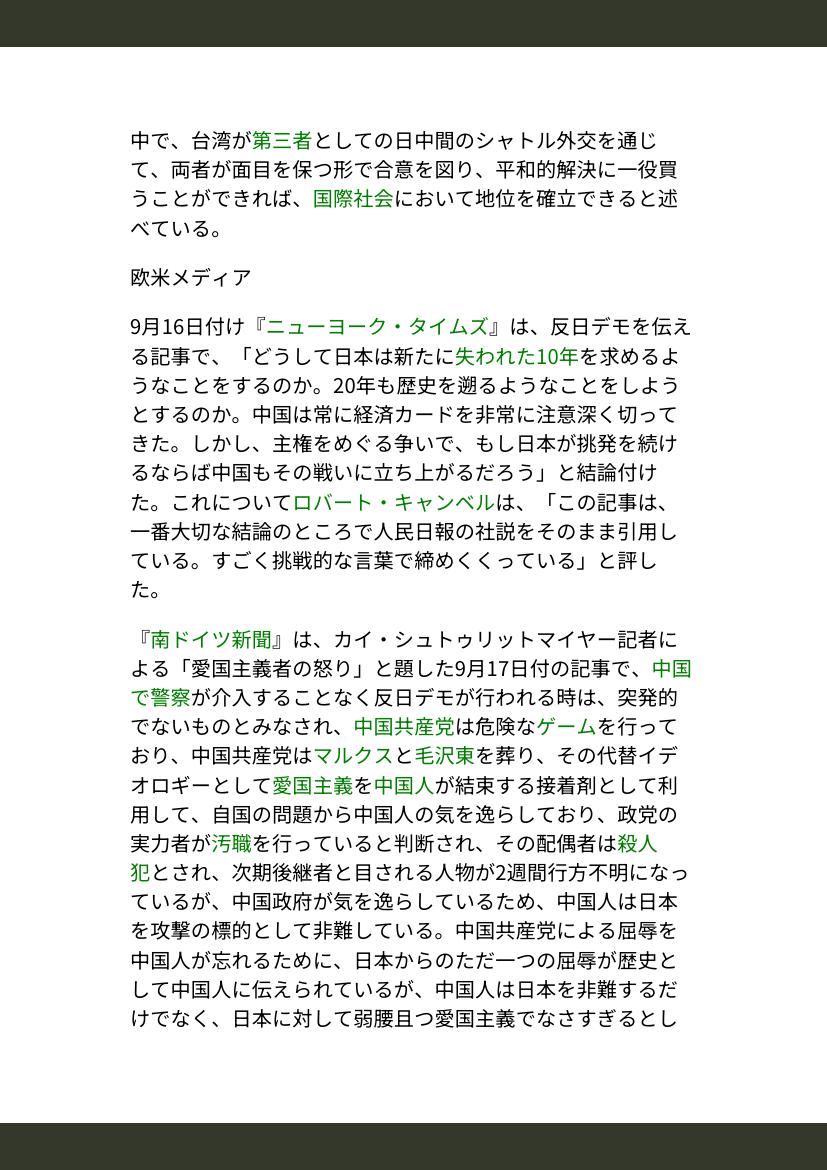 中で、台湾が第三者としての日中間のシャトル外交を通じ
て、両者が面目を保つ形で合意を図り、平和的解決に一役買
うことができれば、国際社会において地位を確立できると述
べている。
欧米メディア
9月16日付け『ニューヨーク・タイムズ』は、反日デモを伝え
る記事で、「どうして日本は新たに失われた10年を求めるよ
うなことをするのか。20年も歴史を遡るようなことをしよう
とするのか。中国は常に経済カードを非常に注意深く切って
きた。しかし、主権をめぐる争いで、もし日本が挑発を続け
るならば中国もその戦いに立ち上がるだろう」と結論付け
た。これについてロバート・キャンベルは、「この記事は、
一番大切な結論のところで人民日報の社説をそのまま引用し
ている。すごく挑戦的な言葉で締めくくっている」と評し
た。
『南ドイツ新聞』は、カイ・シュトゥリットマイヤー記者に
よる「愛国主義者の怒り」と題した9月17日付の記事で、中国
で警察が介入することなく反日デモが行われる時は、突発的
でないものとみなされ、中国共産党は危険なゲームを行って
おり、中国共産党はマルクスと毛沢東を葬り、その代替イデ
オロギーとして愛国主義を中国人が結束する接着剤として利
用して、自国の問題から中国人の気を逸らしており、政党の
実力者が汚職を行っていると判断され、その配偶者は殺人
犯とされ、次期後継者と目される人物が2週間行方不明になっ
ているが、中国政府が気を逸らしているため、中国人は日本
を攻撃の標的として非難している。中国共産党による屈辱を
中国人が忘れるために、日本からのただ一つの屈辱が歴史と
して中国人に伝えられているが、中国人は日本を非難するだ
けでなく、日本に対して弱腰且つ愛国主義でなさすぎるとし